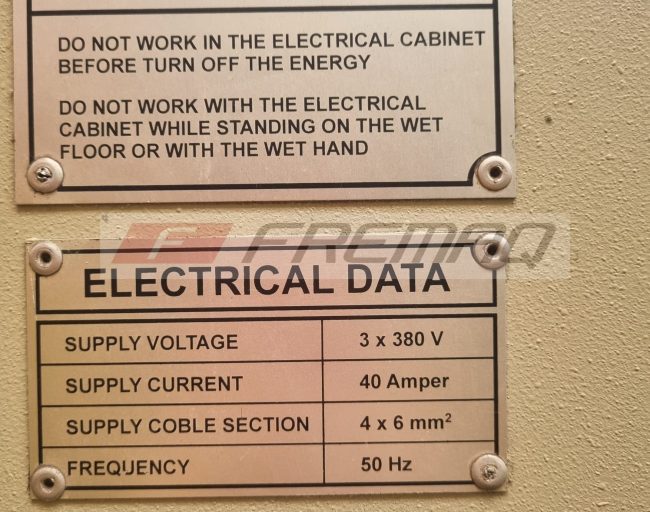 DO NOT WORK IN THE ELECTRICAL CABINET
BEFORE TURN OFF THE ENERGY
DO NOT WORK WITH THE ELECTRICAL
CABINET WHILE STANDING ON THE WET
FLOOR OR WITH THE WET HAND
F FREMAQ
ELECTRICAL DATA
SUPPLY VOLTAGE 3 x 380 V
SUPPLY CURRENT 40 Amper
SUPPLY COBLE SECTION 4 x 6 mm²
FREQUENCY 50 Hz